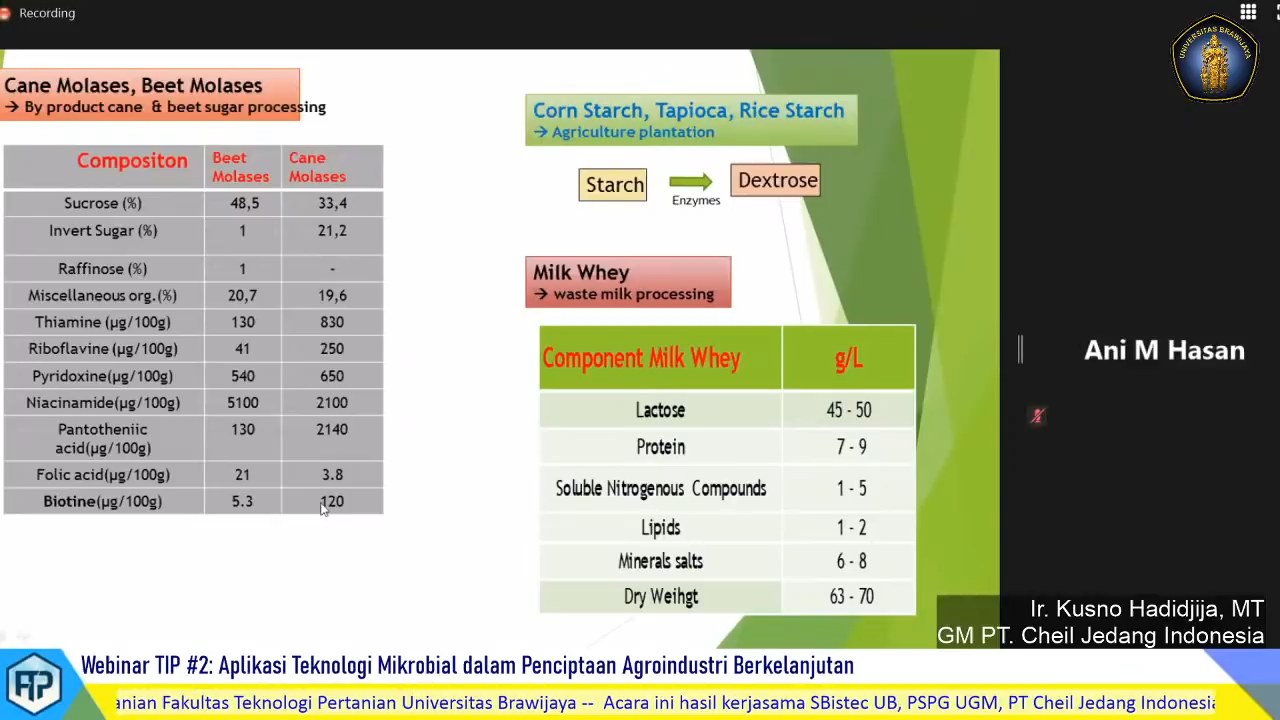 Recording
UNIVERSITAS BRAWIJAYA
Cane Molases, Beet Molases
→ By product cane & beet sugar processing
Compositon Beet Molases Cane Molases
Sucrose (%) 48,5 33,4
Invert Sugar (%) 1 21,2
Raffinose (%) 1 -
Miscellaneous org.(%) 20,7 19,6
Thiamine (µg/100g) 130 830
Riboflavine (µg/100g) 41 250
Pyridoxine(µg/100g) 540 650
Niacinamide(µg/100g) 5100 2100
Pantotheniic acid(µg/100g) 130 2140
Folic acid(µg/100g) 21 3.8
Biotine(µg/100g) 5.3 120
Corn Starch, Tapioca, Rice Starch
→ Agriculture plantation
Starch Enzymes Dextrose
Milk Whey
→ waste milk processing
Component Milk Whey g/L
Lactose 45 - 50
Protein 7 - 9
Soluble Nitrogenous Compounds 1 - 5
Lipids 1 - 2
Minerals salts 6 - 8
Dry Weihgt 63 - 70
Ani M Hasan
Ir. Kusno Hadidjija, MT
GM PT. Cheil Jedang Indonesia
Webinar TIP #2: Aplikasi Teknologi Mikrobial dalam Penciptaan Agroindustri Berkelanjutan
anian Fakultas Teknologi Pertanian Universitas Brawijaya -- Acara ini hasil kerjasama SBistec UB, PSPG UGM, PT Cheil Jedang Indonesia